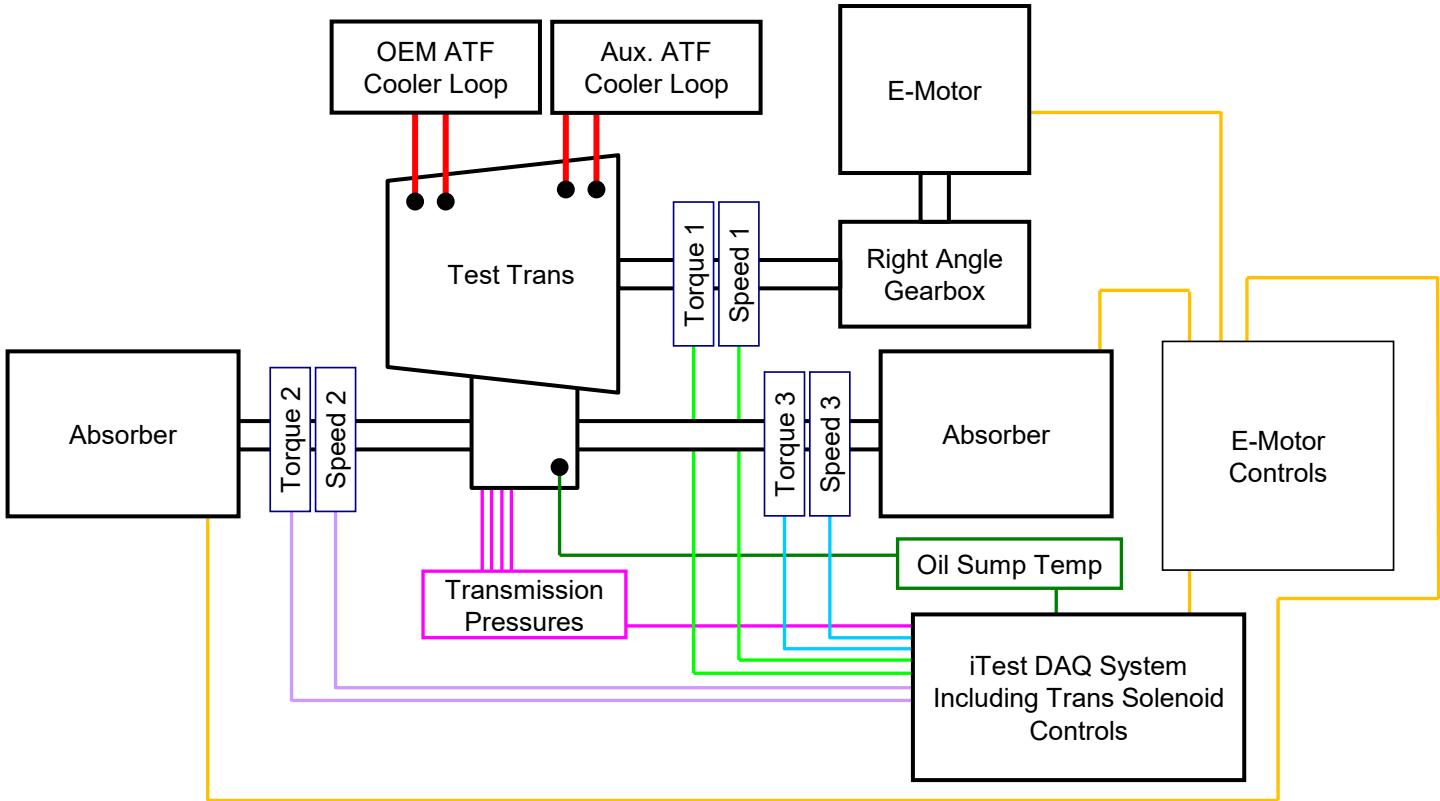 OEM ATF
Cooler Loop
Aux. ATF
Cooler Loop
E-Motor
Test Trans
Torque 1
Speed 1
Right Angle
Gearbox
Absorber
Torque 2
Speed 2
Torque 3
Speed 3
Absorber
E-Motor
Controls
Oil Sump Temp
Transmission
Pressures
iTest DAQ System
Including Trans Solenoid
Controls